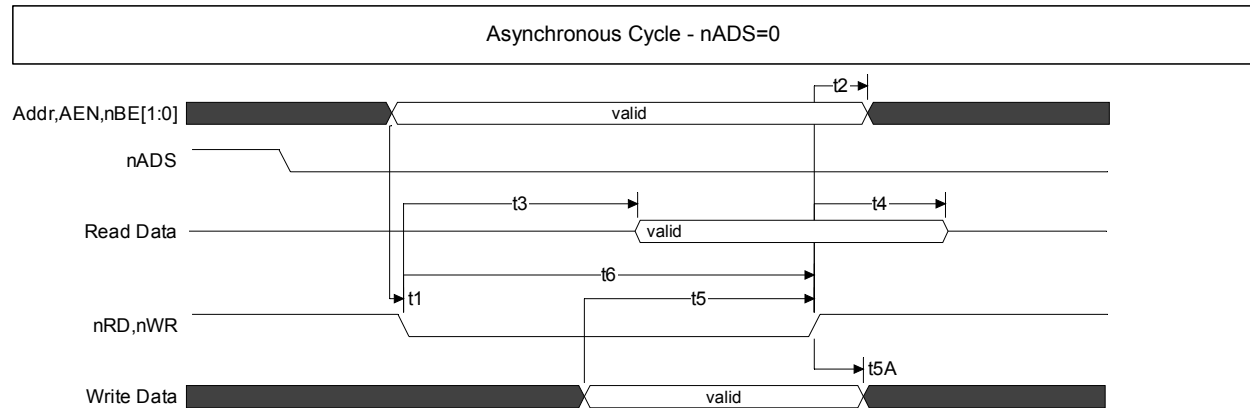 Asynchronous Cycle - nADS=0
t2
Addr,AEN,nBE[1:0]
valid
nADS
t3
t4
Read Data
valid
t6
t1
t5
nRD,nWR
t5A
Write Data
valid